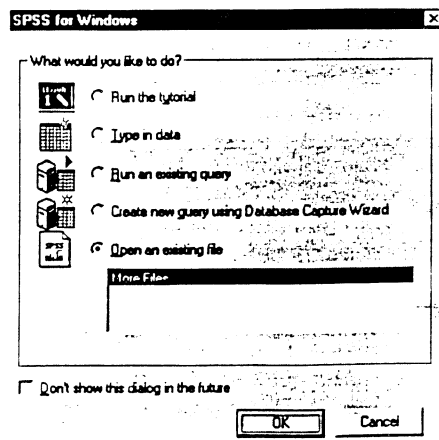 SPSS for Windows
What would you like to do?
Run the tutorial
Type in data
Run an existing query
Create new query using Database Capture Wizard
Open an existing file
More Files...
Don't show this dialog in the future
OK
Cancel